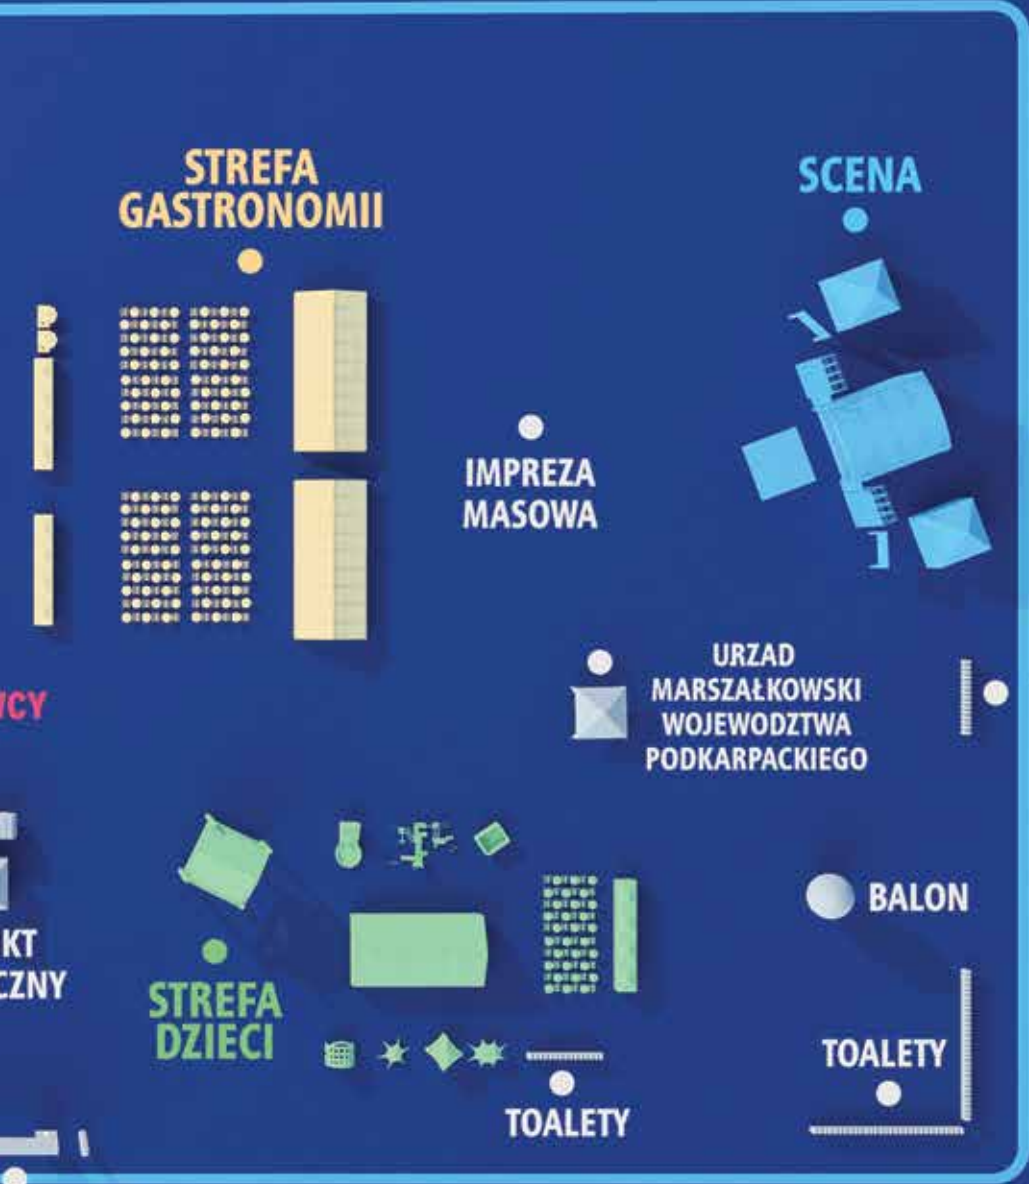 STREFA
GASTRONOMII
SCENA
IMPREZA
MASOWA
URZAD
MARSZAŁKOWSKI
WOJEWODZTWA
PODKARPACKIEGO
BALON
STREFA
DZIECI
TOALETY
TOALETY